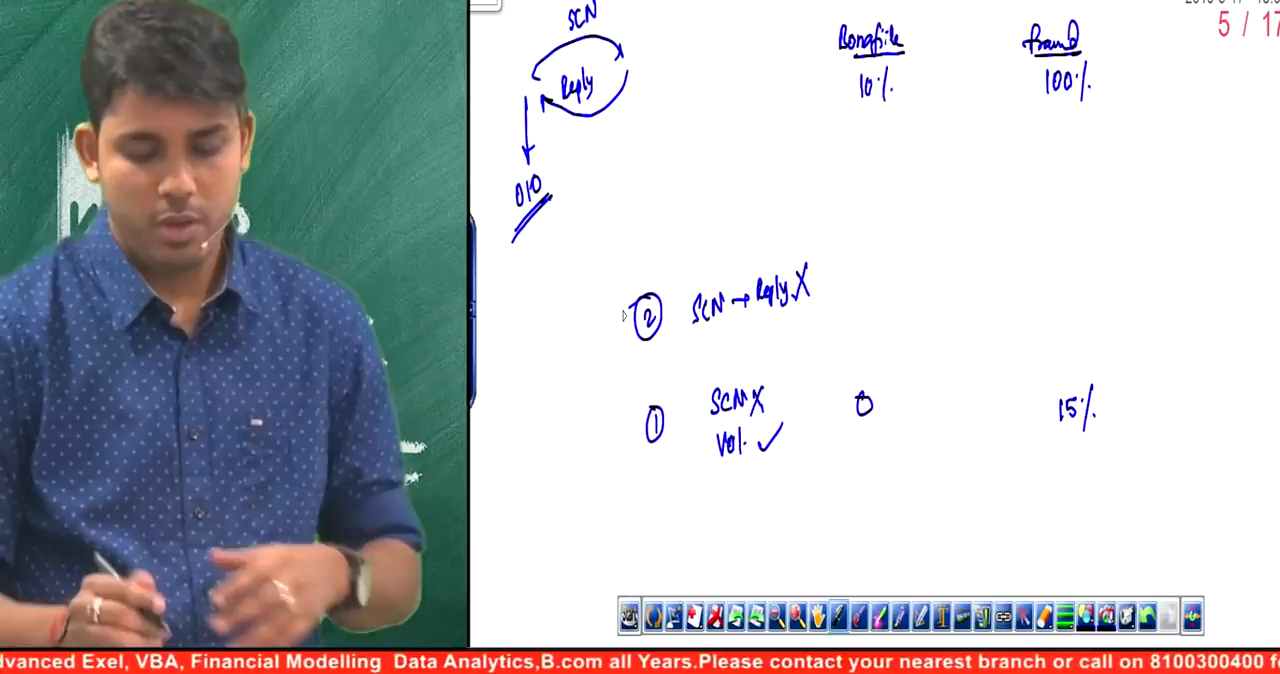 5 / 17
SCN
Reply
OIO
Bonafide
Fraud
10%
100%
② SCN → Reply X
① SCN X
0
15%
Vol. ✓
dvanced Exel, VBA, Financial Modelling Data Analytics,B.com all Years.Please contact your nearest branch or call on 8100300400 f